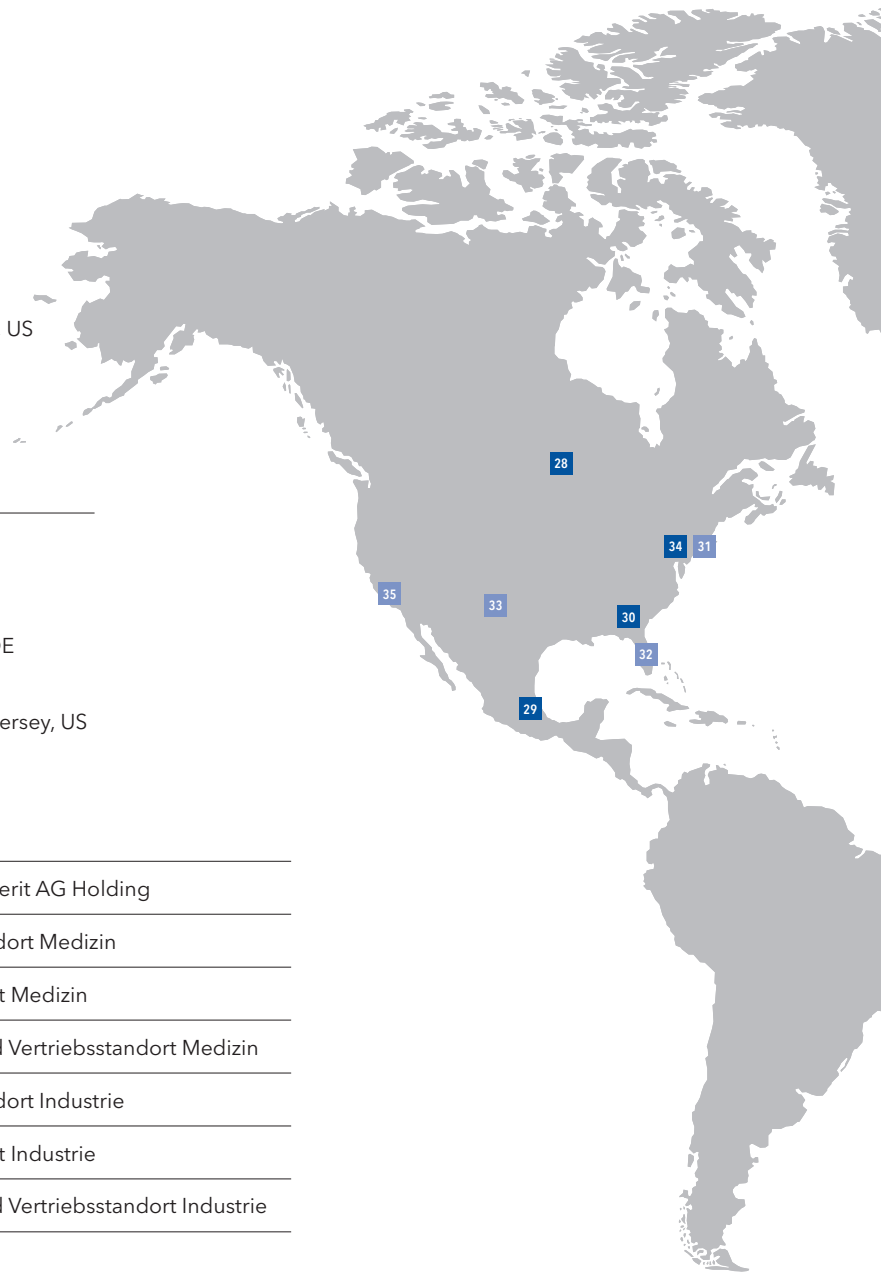 US
28
34 31
35
33
30
32
29
DE
ersey, US
erit AG Holding
dort Medizin
t Medizin
d Vertriebsstandort Medizin
dort Industrie
t Industrie
d Vertriebsstandort Industrie